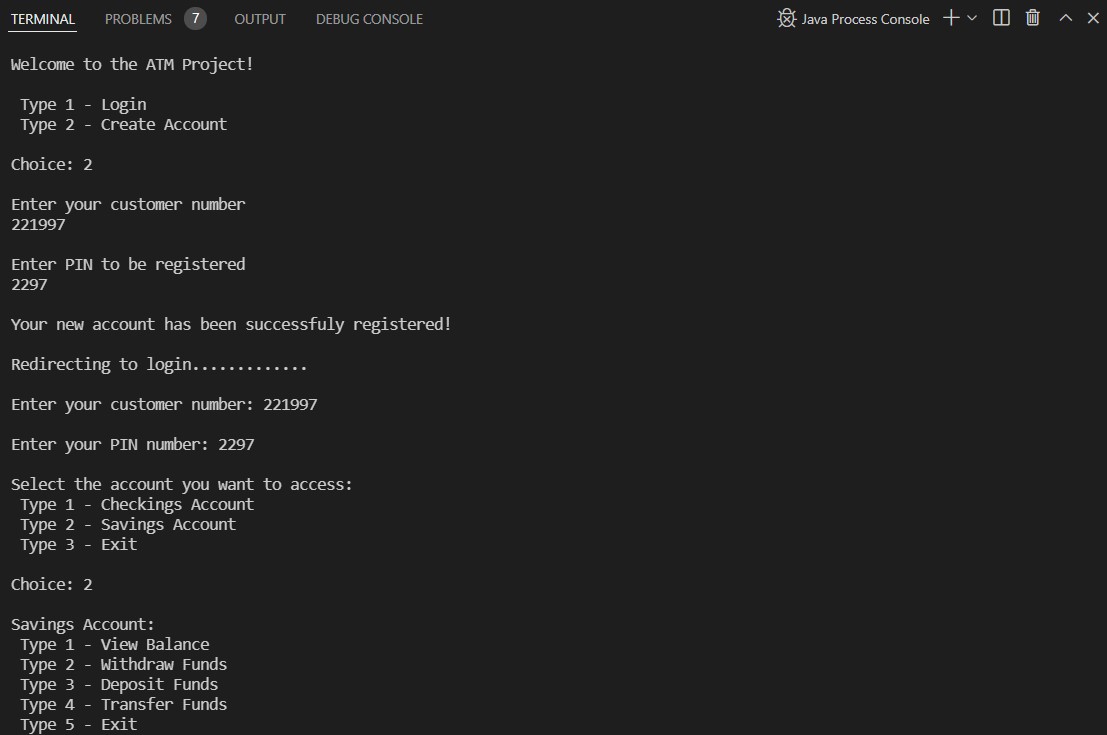 TERMINAL PROBLEMS 7 OUTPUT DEBUG CONSOLE Java Process Console
Welcome to the ATM Project!
Type 1 - Login
Type 2 - Create Account
Choice: 2
Enter your customer number
221997
Enter PIN to be registered
2297
Your new account has been successfuly registered!
Redirecting to login.............
Enter your customer number: 221997
Enter your PIN number: 2297
Select the account you want to access:
Type 1 - Checkings Account
Type 2 - Savings Account
Type 3 - Exit
Choice: 2
Savings Account:
Type 1 - View Balance
Type 2 - Withdraw Funds
Type 3 - Deposit Funds
Type 4 - Transfer Funds
Type 5 - Exit